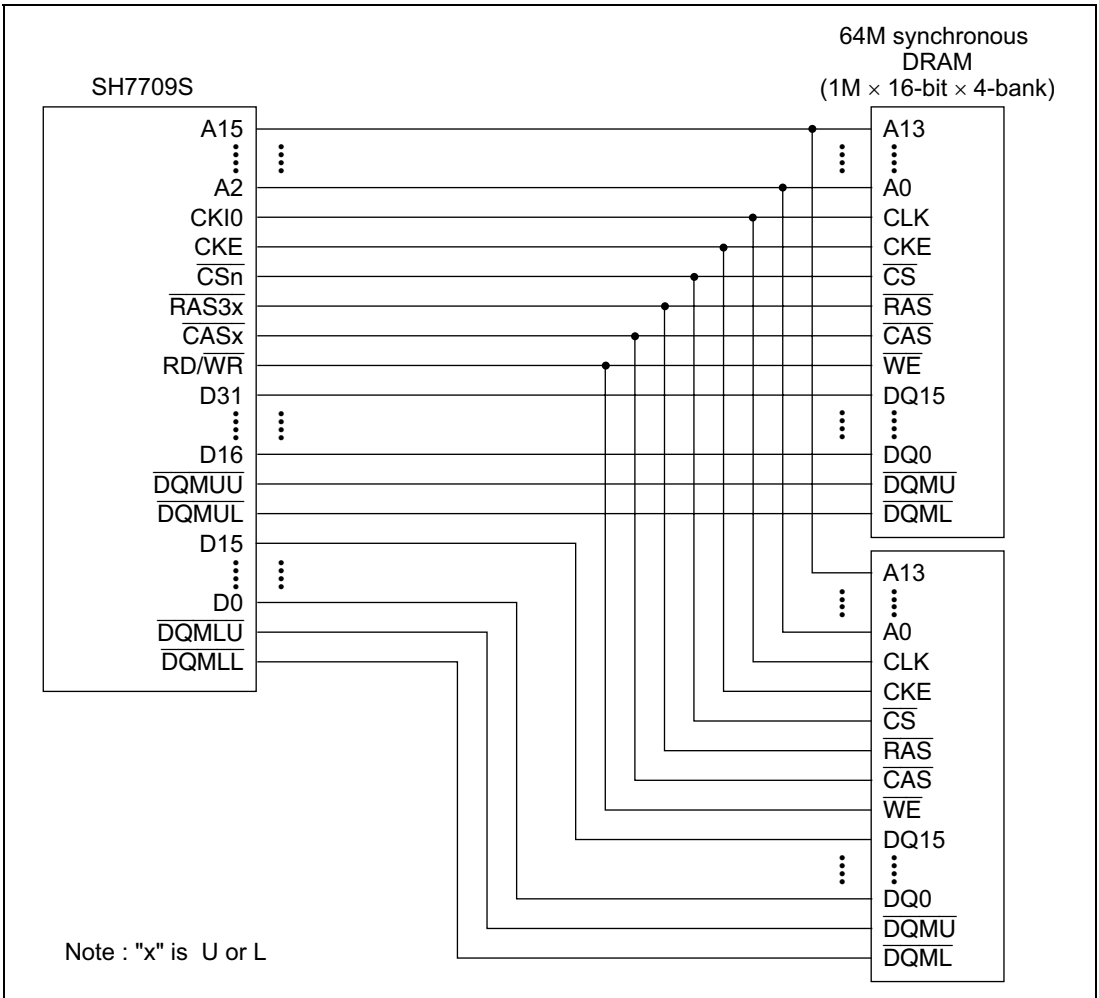 64M synchronous
DRAM
(1M × 16-bit × 4-bank)
SH7709S
A15
A2
CKI0
CKE
CSn
RAS3x
CASx
RD/WR
D31
D16
DQMUU
DQMUL
D15
D0
DQMLU
DQMLL
A13
A0
CLK
CKE
CS
RAS
CAS
WE
DQ15
DQ0
DQMU
DQML
A13
A0
CLK
CKE
CS
RAS
CAS
WE
DQ15
DQ0
DQMU
DQML
Note : "x" is U or L